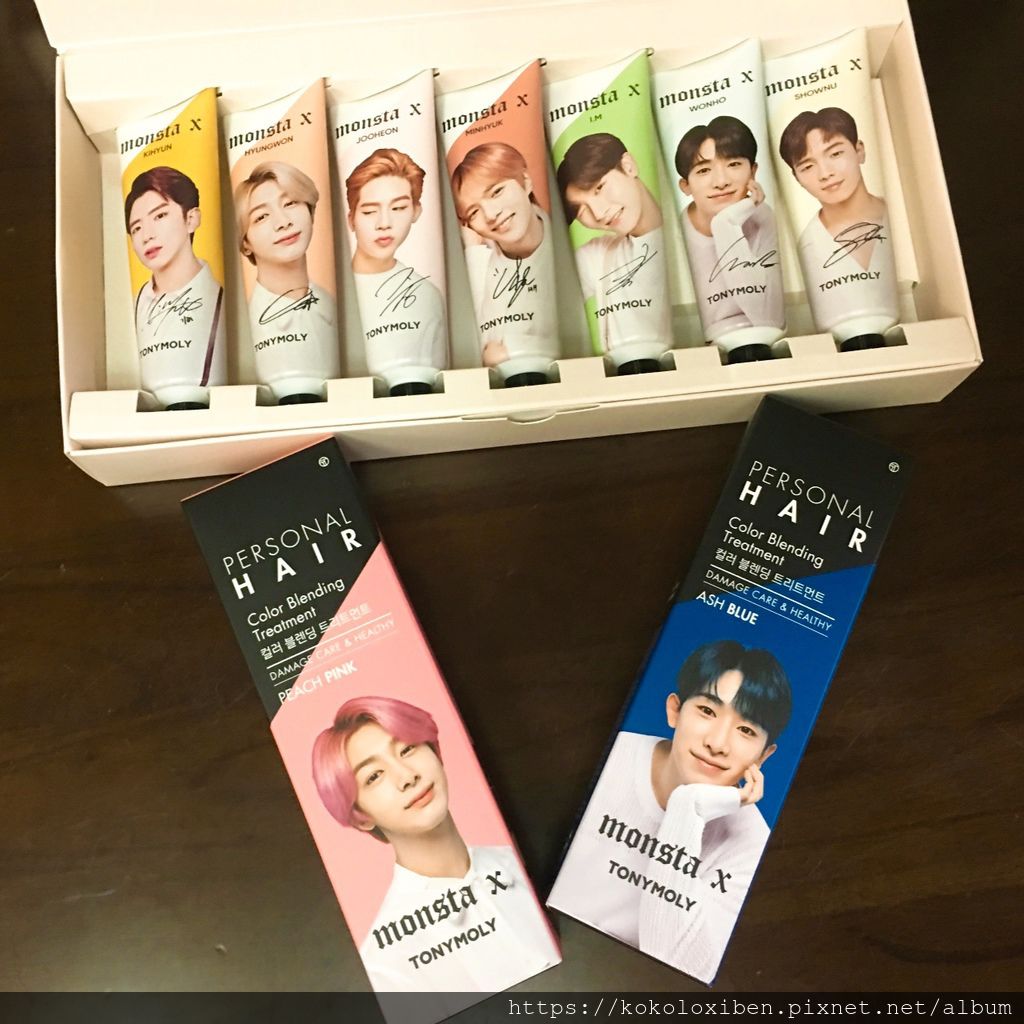 monsta x
KIHYUN
TONYMOLY
monsta x
HYUNGWON
TONYMOLY
monsta x
JOOHEON
TONYMOLY
monsta x
MINHYUK
TONYMOLY
monsta x
I.M
TONYMOLY
monsta x
WONHO
TONYMOLY
monsta x
SHOWNU
TONYMOLY
PERSONAL
HAIR
Color Blending
Treatment
컬러 블렌딩 트리트먼트
DAMAGE CARE & HEALTHY
PEACH PINK
monsta x
TONYMOLY
PERSONAL
HAIR
Color Blending
Treatment
컬러 블렌딩 트리트먼트
DAMAGE CARE & HEALTHY
ASH BLUE
monsta x
TONYMOLY
https://kokoloxiben.pixnet.net/album